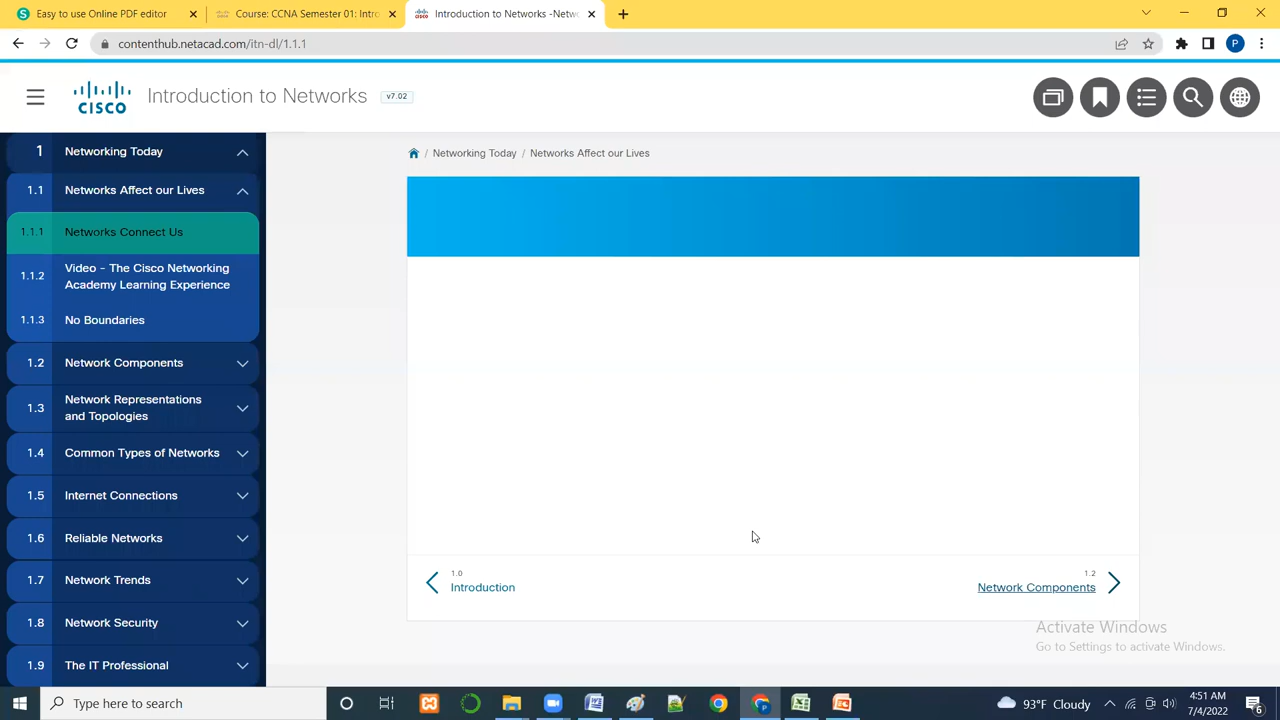 Easy to use Online PDF editor
Course: CCNA Semester 01: Intro
Introduction to Networks -Netw
contenthub.netacad.com/itn-dl/1.1.1
P
CISCO
Introduction to Networks
v7.02
1 Networking Today
1.1 Networks Affect our Lives
1.1.1 Networks Connect Us
1.1.2 Video - The Cisco Networking
Academy Learning Experience
1.1.3 No Boundaries
1.2 Network Components
1.3 Network Representations
and Topologies
1.4 Common Types of Networks
1.5 Internet Connections
1.6 Reliable Networks
1.7 Network Trends
1.8 Network Security
1.9 The IT Professional
/ Networking Today / Networks Affect our Lives
1.0
Introduction
1.2
Network Components
Activate Windows
Go to Settings to activate Windows.
Type here to search
93°F Cloudy
4:51 AM
7/4/2022
6